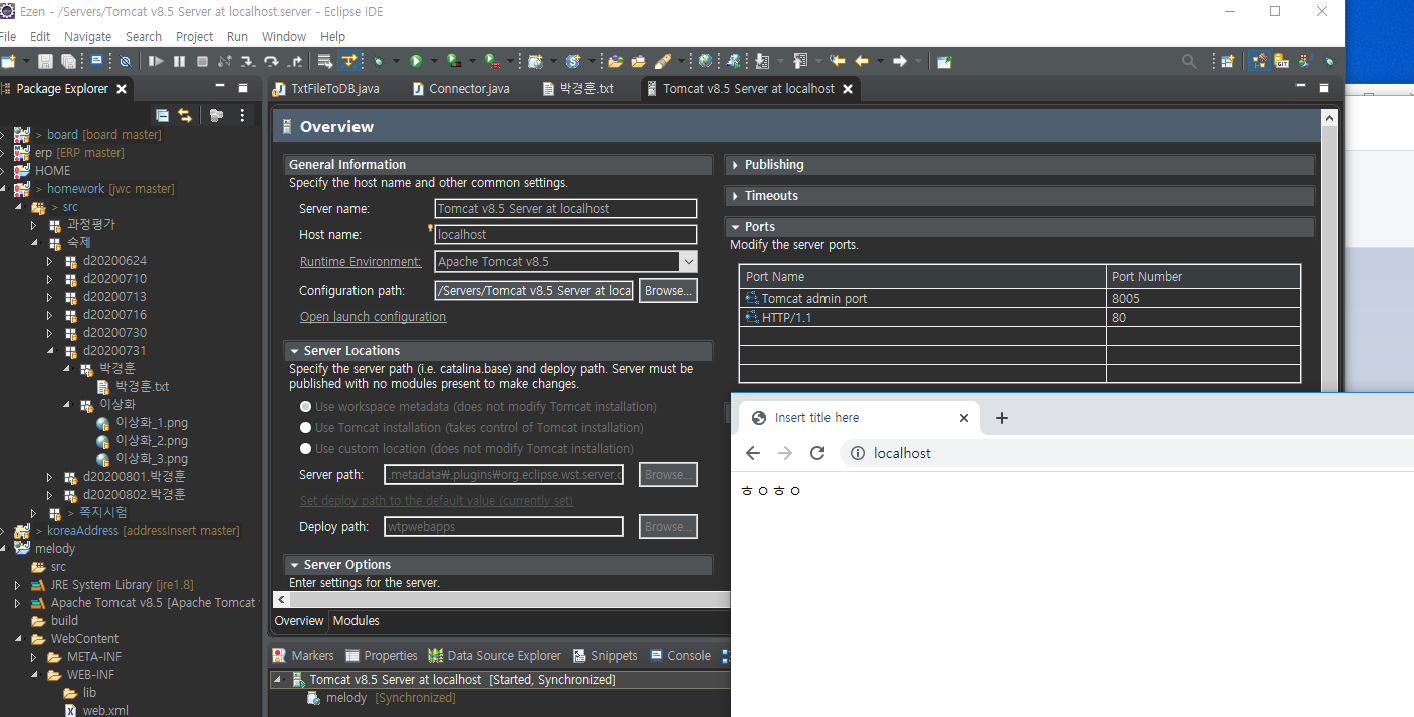 Ezen - /Servers/Tomcat v8.5 Server at localhost.server - Eclipse IDE
File Edit Navigate Search Project Run Window Help
Package Explorer
TxtFileToDB.java Connector.java 박경훈.txt Tomcat v8.5 Server at localhost
> board [board master]
erp [ERP master]
HOME
> homework [jwc master]
> src
과정평가
숙제
d20200624
d20200710
d20200713
d20200716
d20200730
d20200731
박경훈
박경훈.txt
이상화
이상화_1.png
이상화_2.png
이상화_3.png
d20200801.박경훈
d20200802.박경훈
> 쪽지시험
> koreaAddress [addressInsert master]
melody
src
JRE System Library [jre1.8]
Apache Tomcat v8.5 [Apache Tomcat
build
WebContent
META-INF
WEB-INF
lib
web.xml
Overview
General Information
Specify the host name and other common settings.
Server name: Tomcat v8.5 Server at localhost
Host name: localhost
Runtime Environment: Apache Tomcat v8.5
Configuration path: /Servers/Tomcat v8.5 Server at loca Browse...
Open launch configuration
Server Locations
Specify the server path (i.e. catalina.base) and deploy path. Server must be
published with no modules present to make changes.
Use workspace metadata (does not modify Tomcat installation)
Use Tomcat installation (takes control of Tomcat installation)
Use custom location (does not modify Tomcat installation)
Server path: .metadata₩.plugins₩org.eclipse.wst.server.c Browse...
Set deploy path to the default value (currently set)
Deploy path: wtpwebapps Browse...
Server Options
Enter settings for the server.
Publishing
Timeouts
Ports
Modify the server ports.
Port Name Port Number
Tomcat admin port 8005
HTTP/1.1 80
Overview Modules
Markers Properties Data Source Explorer Snippets Console
Tomcat v8.5 Server at localhost [Started, Synchronized]
melody [Synchronized]
Insert title here
localhost
ㅎㅇㅎㅇ